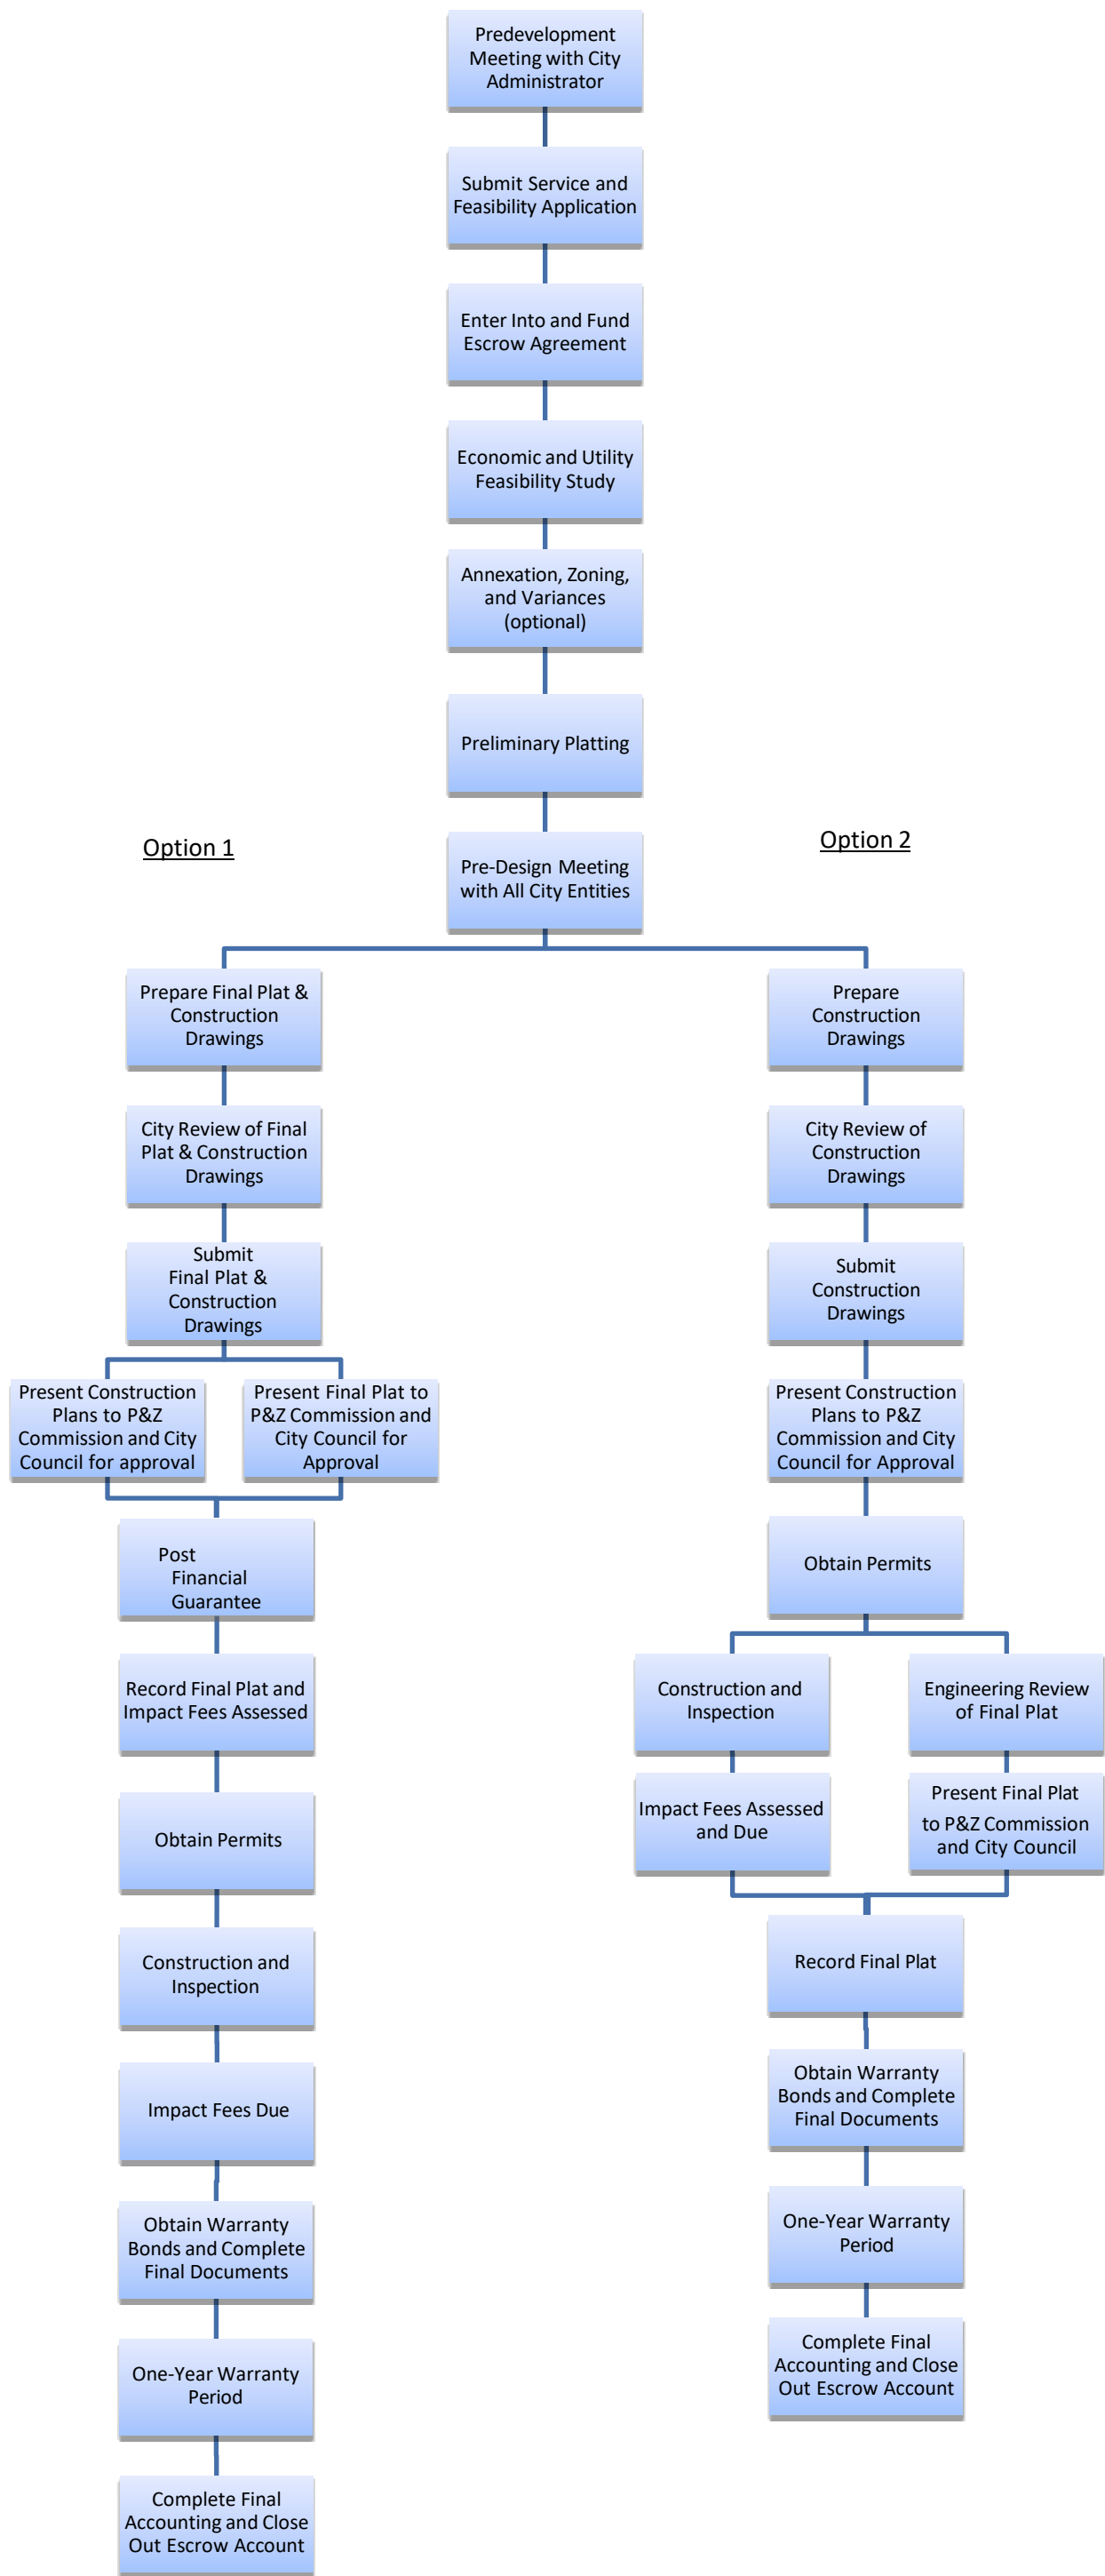 Predevelopment
Meeting with City
Administrator
Submit Service and
Feasibility Application
Enter Into and Fund
Escrow Agreement
Economic and Utility
Feasibility Study
Annexation, Zoning,
and Variances
(optional)
Preliminary Platting
Option 1
Option 2
Pre-Design Meeting
with All City Entities
Prepare Final Plat &
Construction
Drawings
City Review of Final
Plat & Construction
Drawings
Submit
Final Plat &
Construction
Drawings
Present Construction
Plans to P&Z
Commission and City
Council for approval
Present Final Plat to
P&Z Commission and
City Council for
Approval
Post
Financial
Guarantee
Record Final Plat and
Impact Fees Assessed
Obtain Permits
Construction and
Inspection
Impact Fees Due
Obtain Warranty
Bonds and Complete
Final Documents
One-Year Warranty
Period
Complete Final
Accounting and Close
Out Escrow Account
Prepare
Construction
Drawings
City Review of
Construction
Drawings
Submit
Construction
Drawings
Present Construction
Plans to P&Z
Commission and City
Council for Approval
Obtain Permits
Construction and
Inspection
Engineering Review
of Final Plat
Impact Fees Assessed
and Due
Present Final Plat
to P&Z Commission
and City Council
Record Final Plat
Obtain Warranty
Bonds and Complete
Final Documents
One-Year Warranty
Period
Complete Final
Accounting and Close
Out Escrow Account